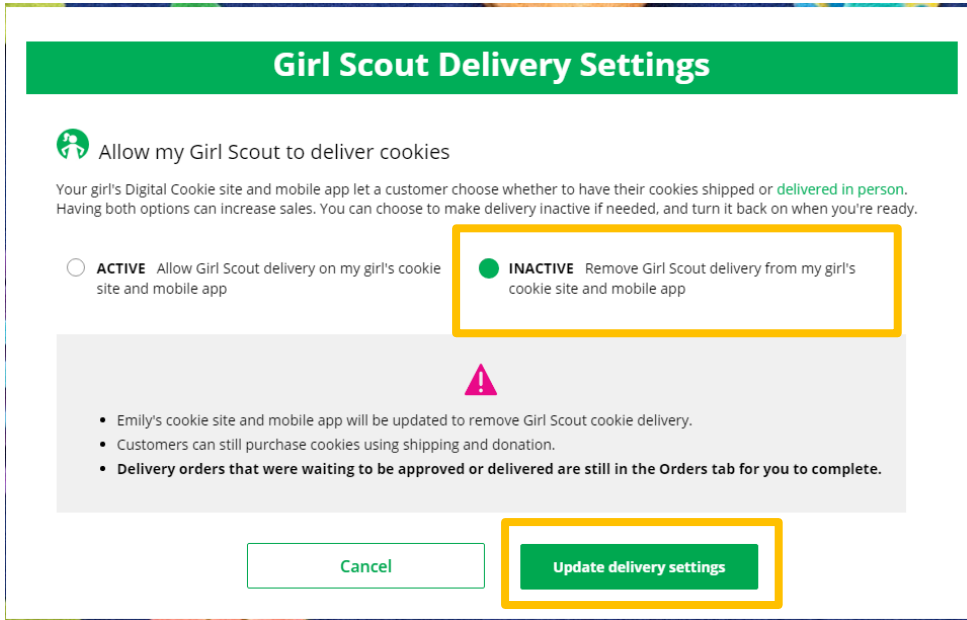 Girl Scout Delivery Settings
Allow my Girl Scout to deliver cookies
Your girl's Digital Cookie site and mobile app let a customer choose whether to have their cookies shipped or delivered in person.
Having both options can increase sales. You can choose to make delivery inactive if needed, and turn it back on when you're ready.
ACTIVE Allow Girl Scout delivery on my girl's cookie
site and mobile app
INACTIVE Remove Girl Scout delivery from my girl's
cookie site and mobile app
• Emily's cookie site and mobile app will be updated to remove Girl Scout cookie delivery.
• Customers can still purchase cookies using shipping and donation.
• Delivery orders that were waiting to be approved or delivered are still in the Orders tab for you to complete.
Cancel
Update delivery settings